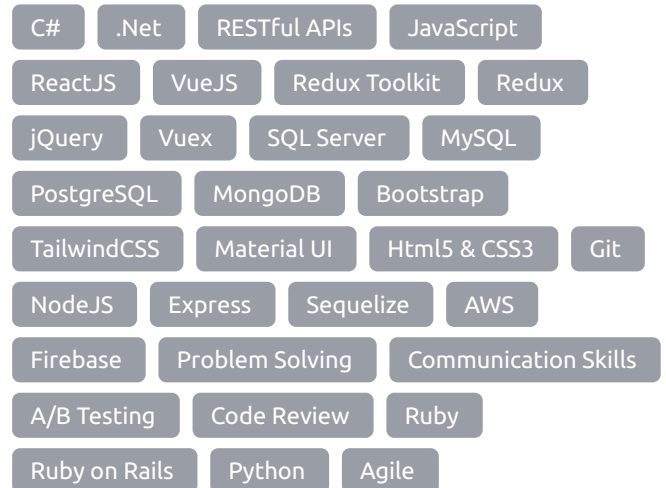 C# .Net RESTful APIs JavaScript
ReactJS VueJS Redux Toolkit Redux
jQuery Vuex SQL Server MySQL
PostgreSQL MongoDB Bootstrap
TailwindCSS Material UI Html5 & CSS3 Git
NodeJS Express Sequelize AWS
Firebase Problem Solving Communication Skills
A/B Testing Code Review Ruby
Ruby on Rails Python Agile